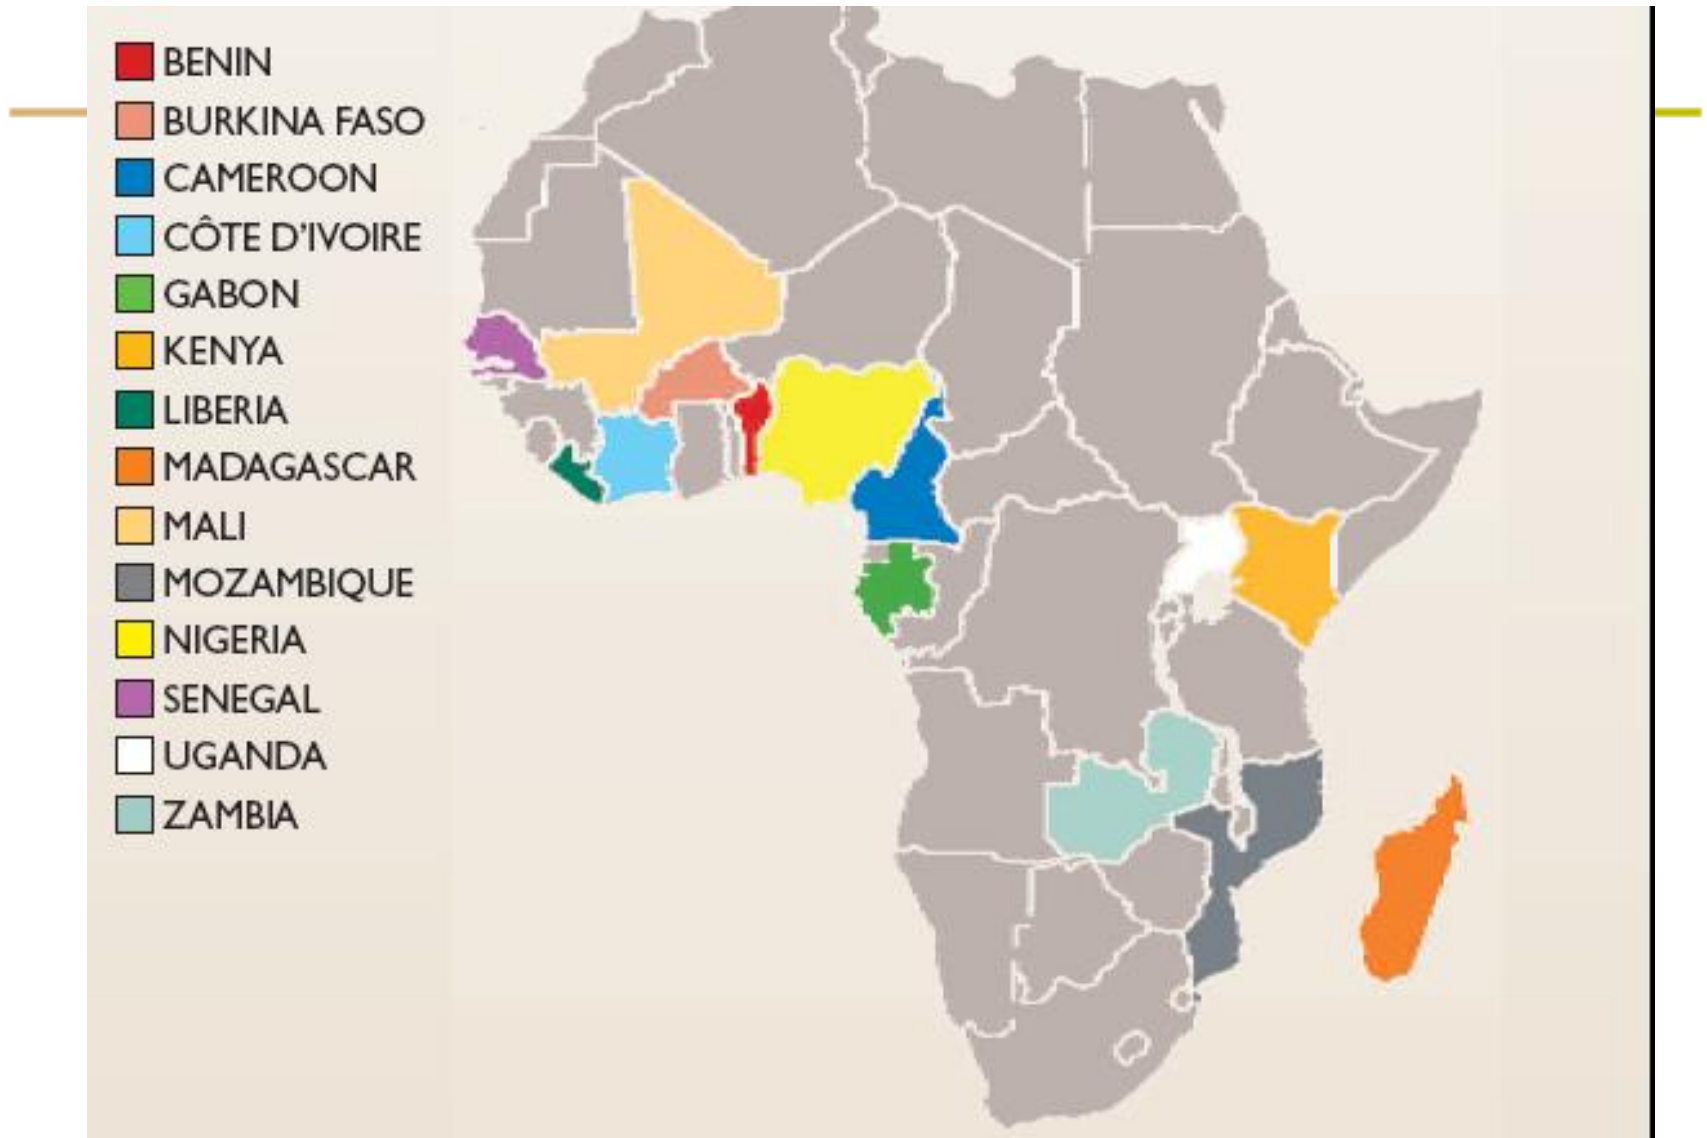 BENIN
BURKINA FASO
CAMEROON
CÔTE D'IVOIRE
GABON
KENYA
LIBERIA
MADAGASCAR
MALI
MOZAMBIQUE
NIGERIA
SENEGAL
UGANDA
ZAMBIA